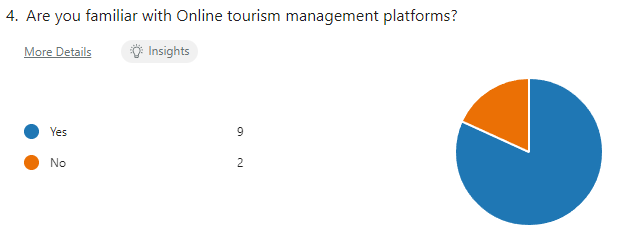 4. Are you familiar with Online tourism management platforms?
More Details Insights
Yes 9
No 2